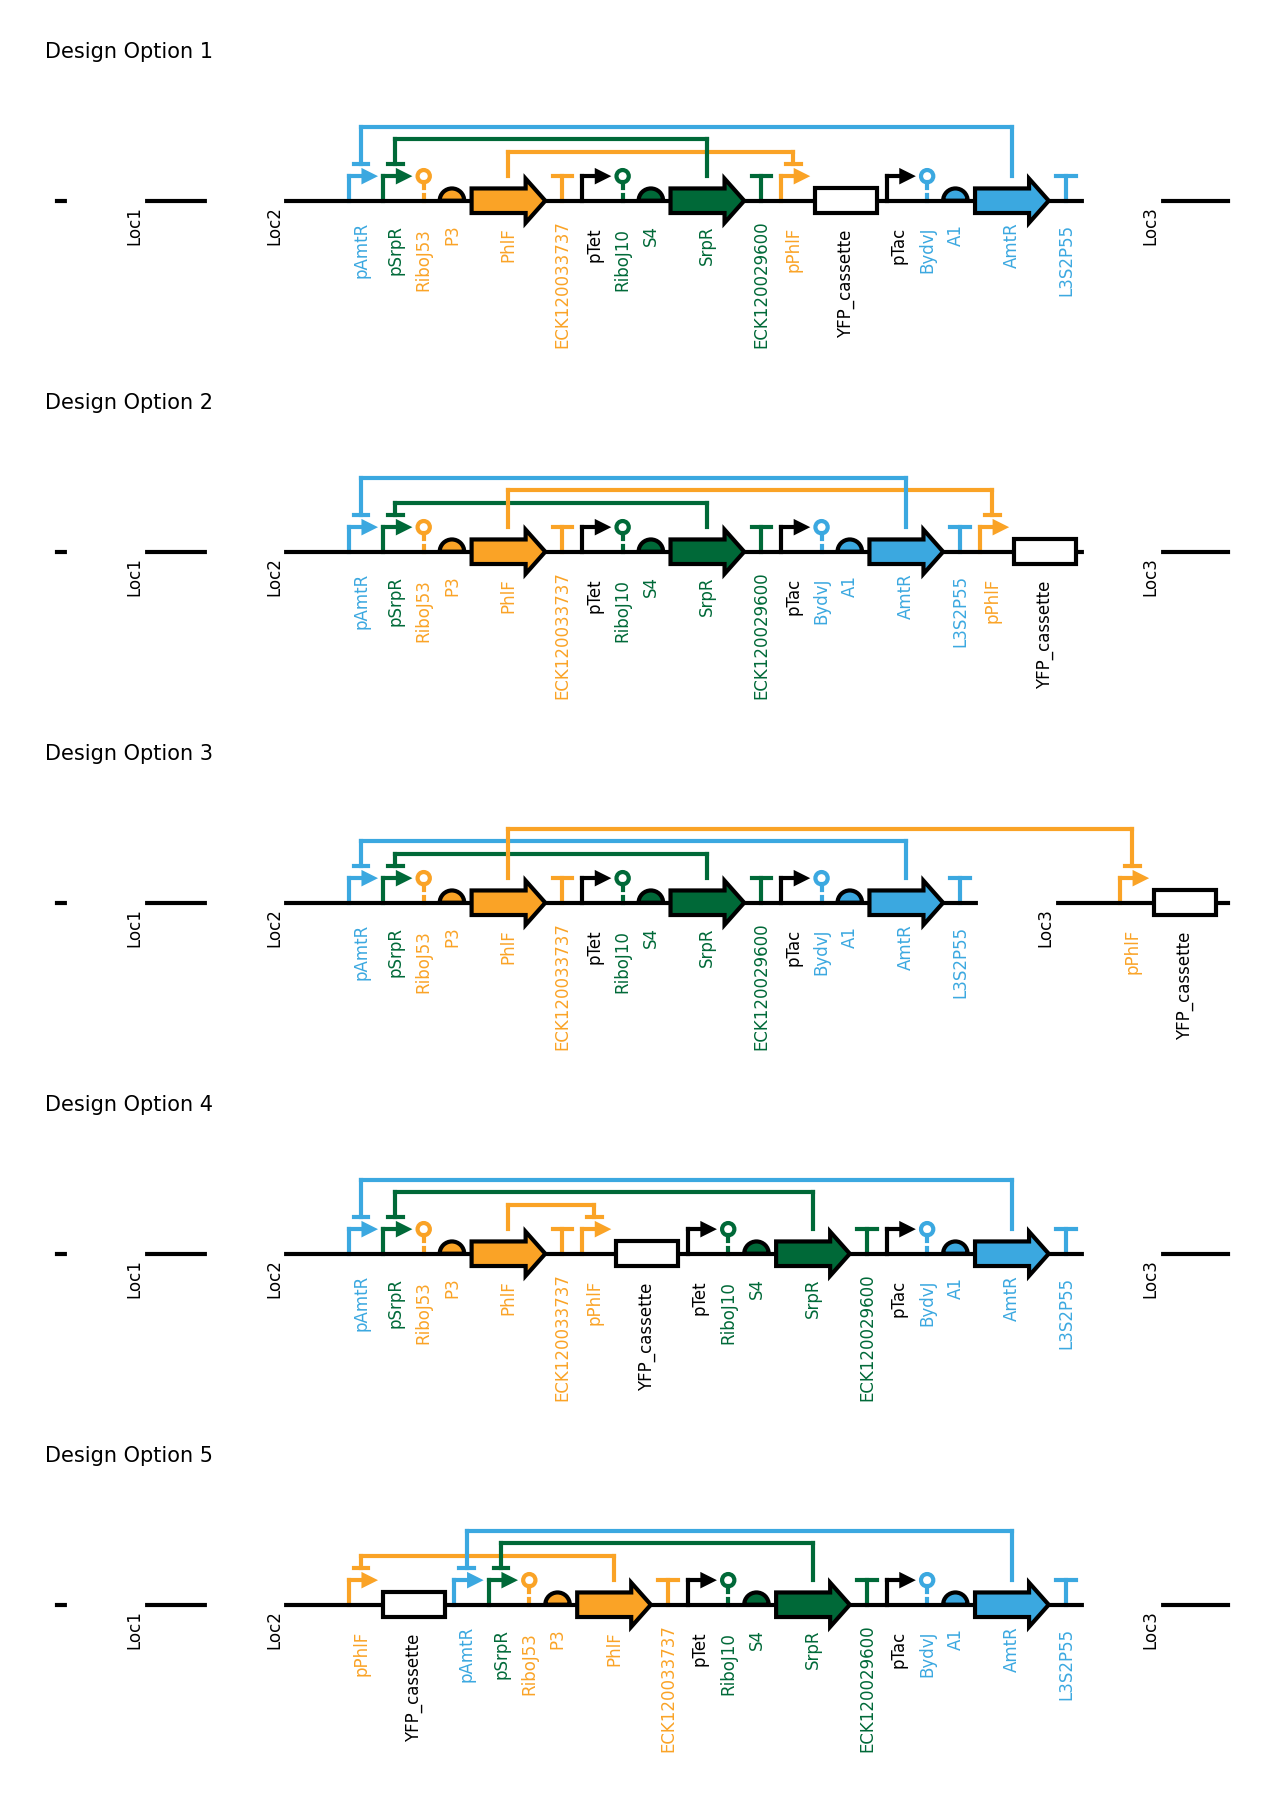 Design Option 1
Loc1
Loc2
pAmtR
pSrpR
RiboJ53
P3
PhlF
ECK120033737
pTet
RiboJ10
S4
SrpR
ECK120029600
pPhlF
YFP_cassette
pTac
BydvJ
A1
AmtR
L3S2P55
Loc3
Design Option 2
Loc1
Loc2
pAmtR
pSrpR
RiboJ53
P3
PhlF
ECK120033737
pTet
RiboJ10
S4
SrpR
ECK120029600
pTac
BydvJ
A1
AmtR
L3S2P55
pPhlF
YFP_cassette
Loc3
Design Option 3
Loc1
Loc2
pAmtR
pSrpR
RiboJ53
P3
PhlF
ECK120033737
pTet
RiboJ10
S4
SrpR
ECK120029600
pTac
BydvJ
A1
AmtR
L3S2P55
Loc3
pPhlF
YFP_cassette
Design Option 4
Loc1
Loc2
pAmtR
pSrpR
RiboJ53
P3
PhlF
ECK120033737
pPhlF
YFP_cassette
pTet
RiboJ10
S4
SrpR
ECK120029600
pTac
BydvJ
A1
AmtR
L3S2P55
Loc3
Design Option 5
Loc1
Loc2
pPhlF
YFP_cassette
pAmtR
pSrpR
RiboJ53
P3
PhlF
ECK120033737
pTet
RiboJ10
S4
SrpR
ECK120029600
pTac
BydvJ
A1
AmtR
L3S2P55
Loc3